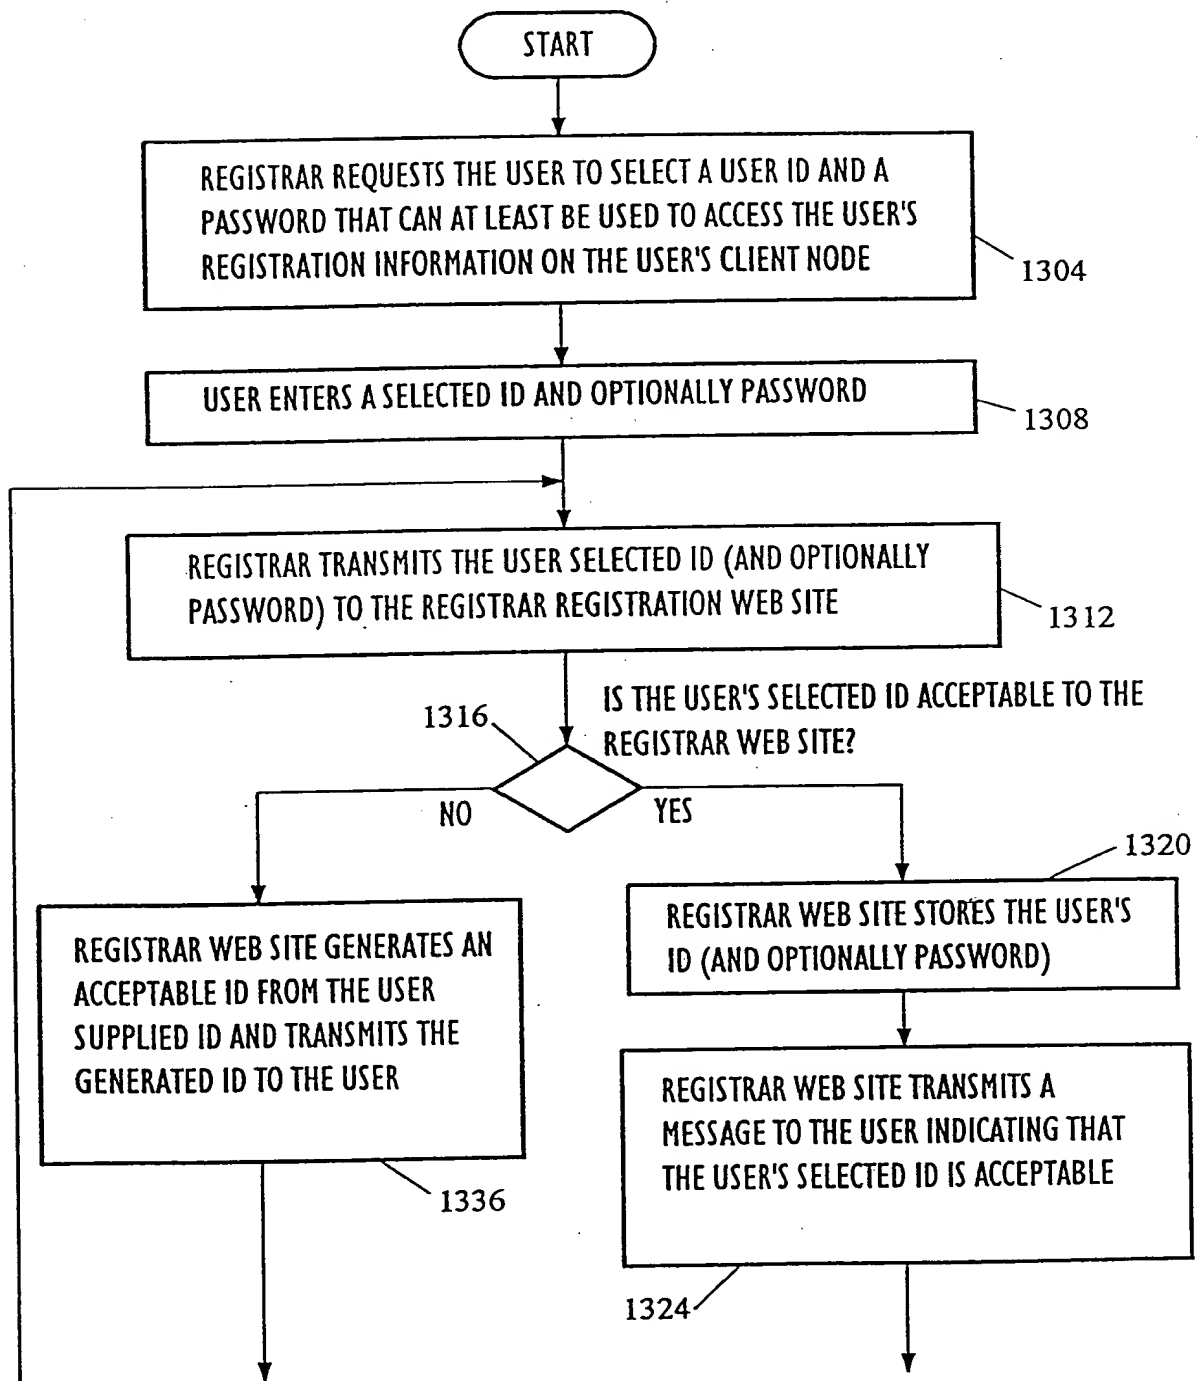 START
REGISTRAR REQUESTS THE USER TO SELECT A USER ID AND A
PASSWORD THAT CAN AT LEAST BE USED TO ACCESS THE USER'S
REGISTRATION INFORMATION ON THE USER'S CLIENT NODE
1304
USER ENTERS A SELECTED ID AND OPTIONALLY PASSWORD
1308
REGISTRAR TRANSMITS THE USER SELECTED ID (AND OPTIONALLY
PASSWORD) TO THE REGISTRAR REGISTRATION WEB SITE
1312
IS THE USER'S SELECTED ID ACCEPTABLE TO THE
REGISTRAR WEB SITE?
1316
NO
YES
1320
REGISTRAR WEB SITE STORES THE USER'S
ID (AND OPTIONALLY PASSWORD)
REGISTRAR WEB SITE GENERATES AN
ACCEPTABLE ID FROM THE USER
SUPPLIED ID AND TRANSMITS THE
GENERATED ID TO THE USER
1336
REGISTRAR WEB SITE TRANSMITS A
MESSAGE TO THE USER INDICATING THAT
THE USER'S SELECTED ID IS ACCEPTABLE
1324